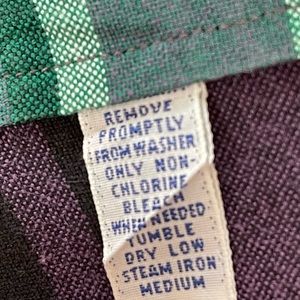 REMOVE
PROMPTLY
FROM WASHER
ONLY NON-
CHLORINE
BLEACH
WHEN NEEDED
TUMBLE
DRY LOW
STEAM IRON
MEDIUM